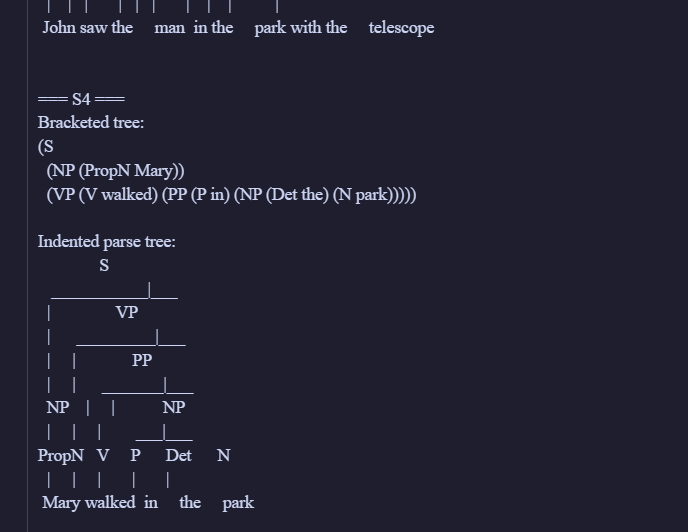 John saw the man in the park with the telescope
=== S4 ===
Bracketed tree:
(S
(NP (PropN Mary))
(VP (V walked) (PP (P in) (NP (Det the) (N park)))))
Indented parse tree:
S
___________|___
| VP
| _________|___
| | PP
| | _______|___
NP | | NP
| | | ___|___
PropN V P Det N
| | | | |
Mary walked in the park